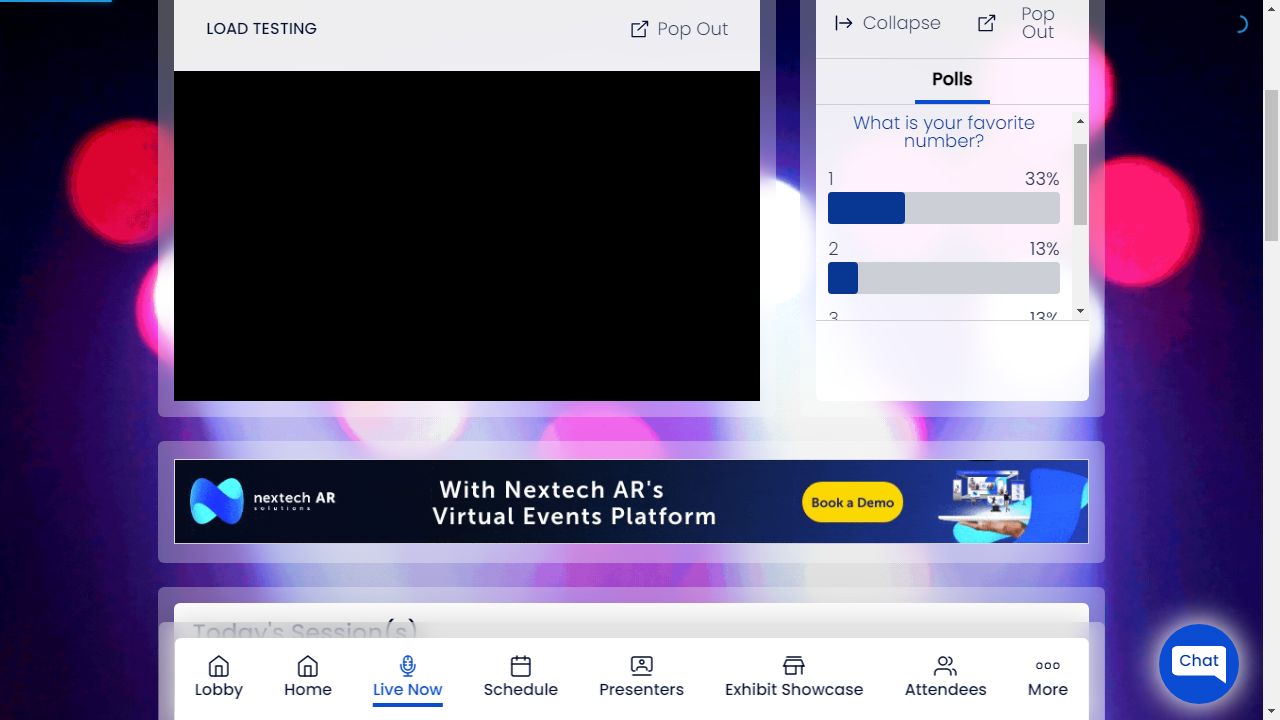 LOAD TESTING
Pop Out
Collapse
Pop
Out
Polls
What is your favorite
number?
1 33%
2 13%
3 13%
nextech AR
solutions
With Nextech AR's
Virtual Events Platform
Book a Demo
Today's Session(s)
Lobby
Home
Live Now
Schedule
Presenters
Exhibit Showcase
Attendees
More
Chat